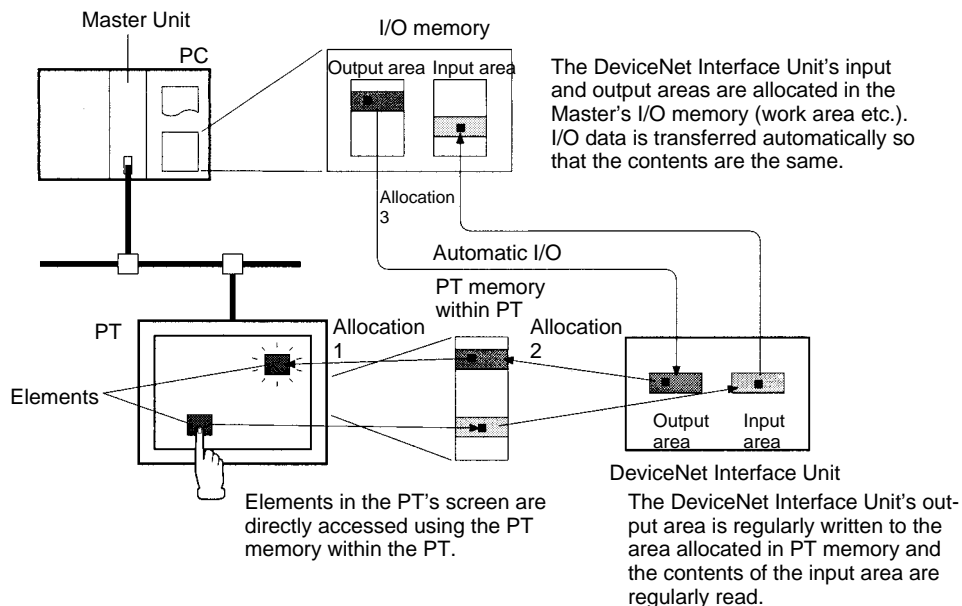 Master Unit
PC
I/O memory
Output area
Input area
The DeviceNet Interface Unit's input
and output areas are allocated in the
Master's I/O memory (work area etc.).
I/O data is transferred automatically so
that the contents are the same.
Allocation
3
Automatic I/O
PT memory
within PT
PT
Allocation
1
Allocation
2
Elements
Output
area
Input
area
DeviceNet Interface Unit
Elements in the PT's screen are
directly accessed using the PT
memory within the PT.
The DeviceNet Interface Unit's out-
put area is regularly written to the
area allocated in PT memory and
the contents of the input area are
regularly read.